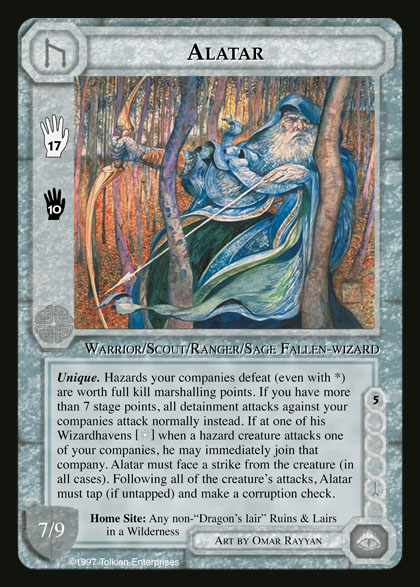 ALATAR
17
10
WARRIOR/SCOUT/RANGER/SAGE FALLEN-WIZARD
Unique. Hazards your companies defeat (even with *)
are worth full kill marshalling points. If you have more
than 7 stage points, all detainment attacks against your
companies attack normally instead. If at one of his
Wizardhavens [ ] when a hazard creature attacks one
of your companies, he may immediately join that
company. Alatar must face a strike from the creature (in
all cases). Following all of the creature's attacks, Alatar
must tap (if untapped) and make a corruption check.
5
Home Site: Any non-“Dragon's lair” Ruins & Lairs
in a Wilderness
7/9
ART BY OMAR RAYYAN
©1997 Tolkien Enterprises